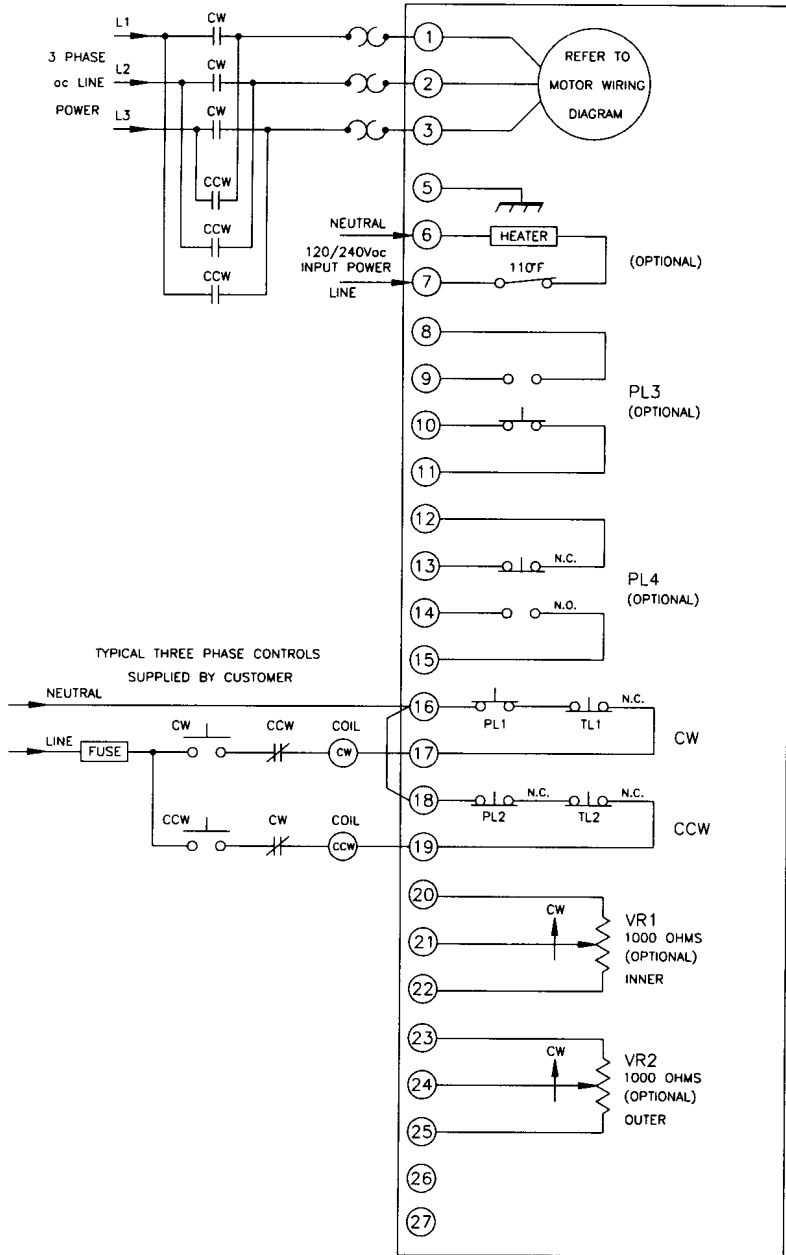 L1
CW
3 PHASE
L2
CW
ac LINE
POWER
L3
CW
CCW
CCW
CCW
1
2
3
REFER TO
MOTOR WIRING
DIAGRAM
5
NEUTRAL
6
HEATER
120/240Vac
INPUT POWER
(OPTIONAL)
7
110°F
LINE
8
9
PL3
(OPTIONAL)
10
11
12
13
N.C.
PL4
(OPTIONAL)
14
N.O.
15
TYPICAL THREE PHASE CONTROLS
SUPPLIED BY CUSTOMER
NEUTRAL
16
PL1
TL1
N.C.
CW
LINE
FUSE
CW
CCW
COIL
CW
17
18
N.C.
N.C.
PL2
TL2
CCW
CCW
CW
COIL
CCW
19
20
CW
VR1
1000 OHMS
(OPTIONAL)
INNER
21
22
23
CW
VR2
1000 OHMS
(OPTIONAL)
OUTER
24
25
26
27